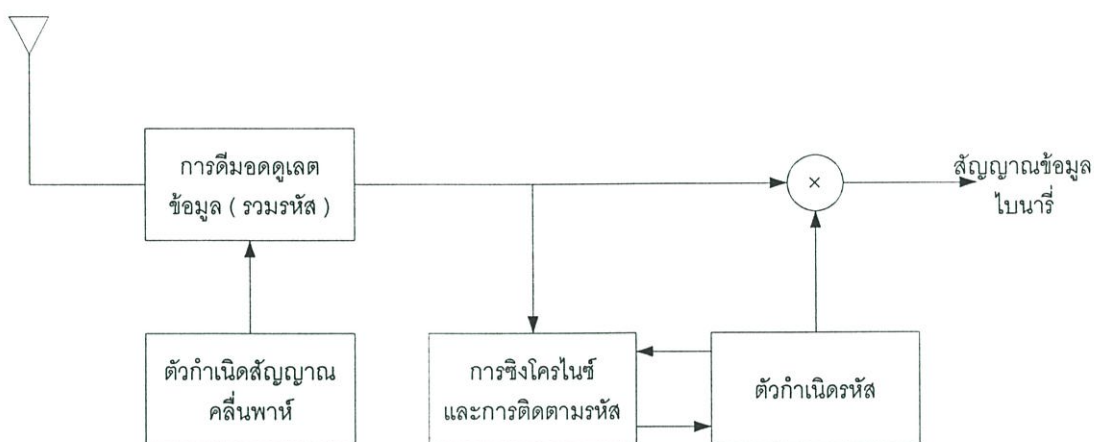 การดีมอดดูเลต
ข้อมูล ( รวมรหัส )
×
สัญญาณข้อมูล
ไบนารี่
ตัวกำเนิดสัญญาณ
คลื่นพาห์
การซิงโครไนซ์
และการติดตามรหัส
ตัวกำเนิดรหัส